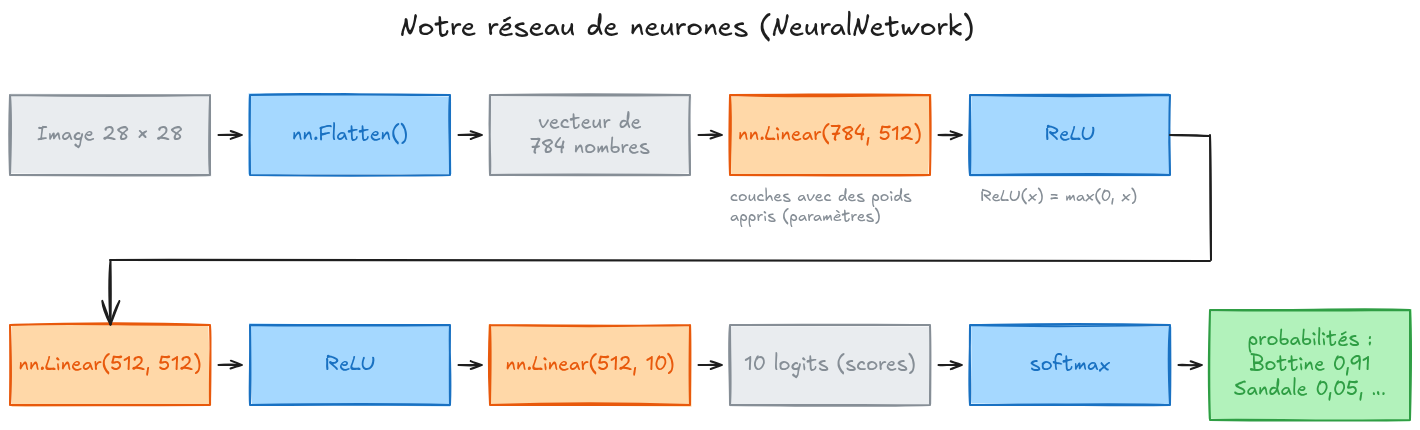 Notre réseau de neurones (NeuralNetwork)
Image 28 × 28
nn.Flatten()
vecteur de
784 nombres
nn.Linear(784, 512)
ReLU
couches avec des poids
appris (paramètres)
ReLU(x) = max(0, x)
nn.Linear(512, 512)
ReLU
nn.Linear(512, 10)
10 logits (scores)
softmax
probabilités :
Bottine 0,91
Sandale 0,05, ...